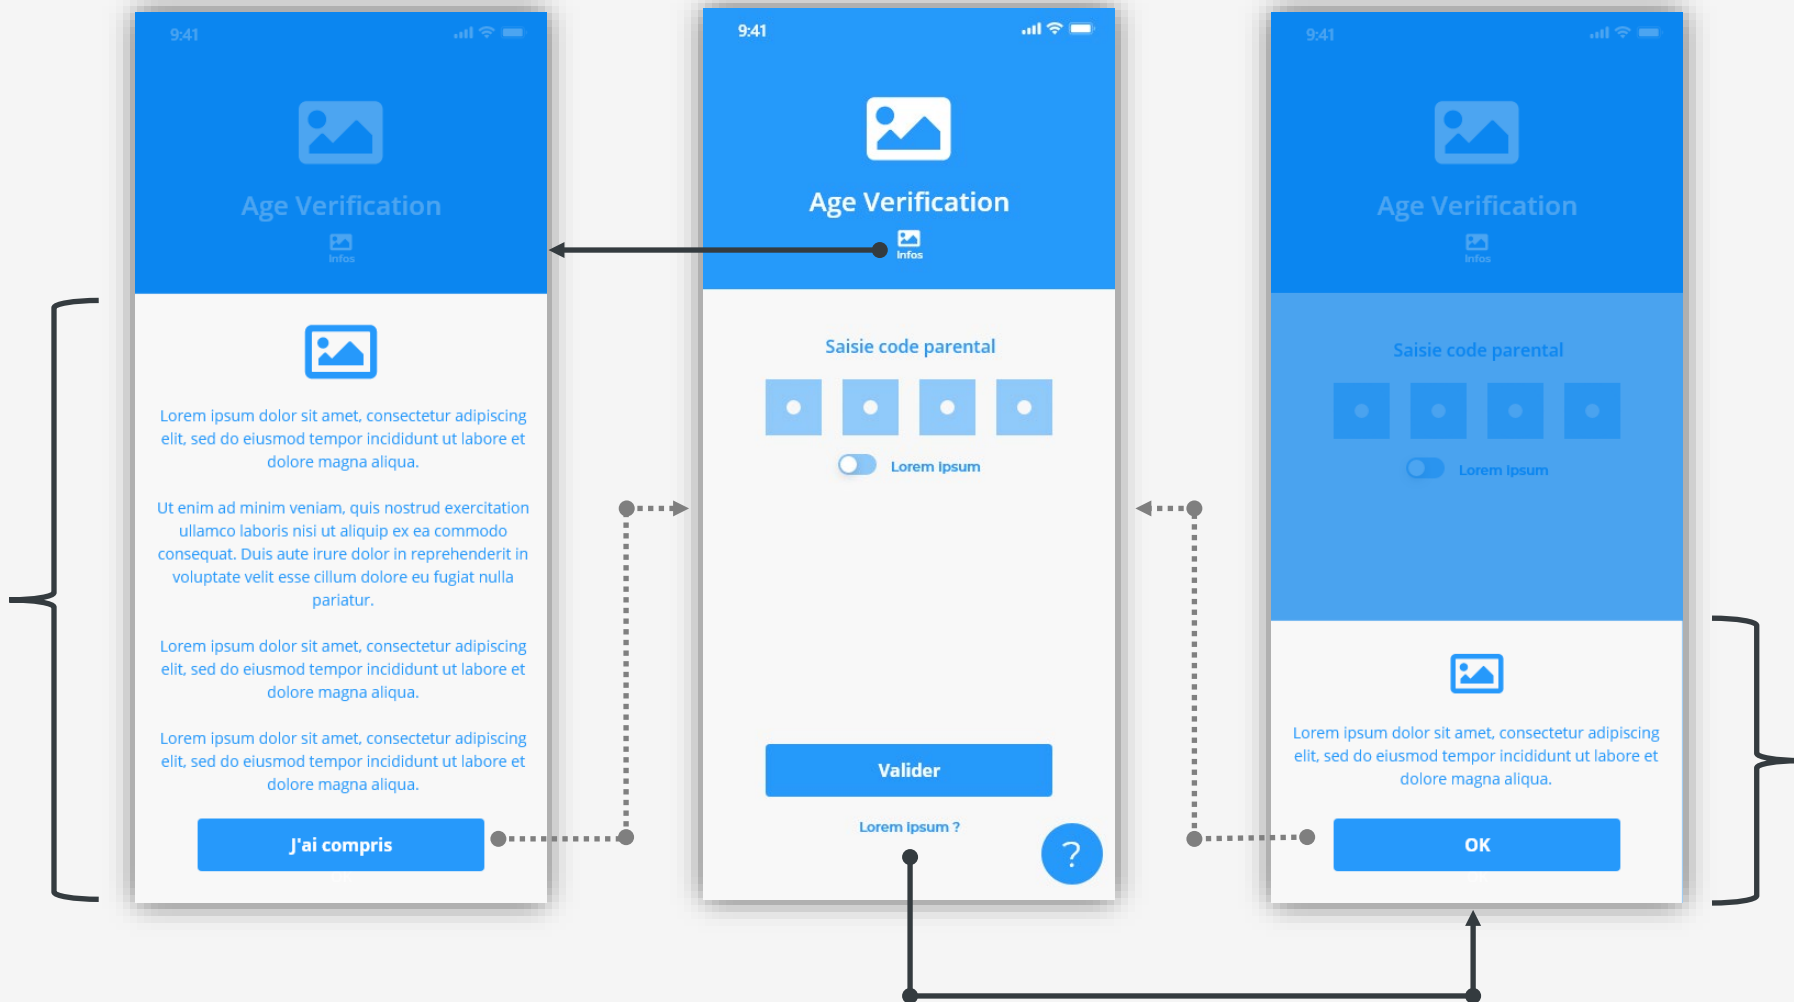 9:41
Age Verification
Infos
Lorem ipsum dolor sit amet, consectetur adipiscing
elit, sed do eiusmod tempor incididunt ut labore et
dolore magna aliqua.
Ut enim ad minim veniam, quis nostrud exercitation
ullamco laboris nisi ut aliquip ex ea commodo
consequat. Duis aute irure dolor in reprehenderit in
voluptate velit esse cillum dolore eu fugiat nulla
pariatur.
Lorem ipsum dolor sit amet, consectetur adipiscing
elit, sed do eiusmod tempor incididunt ut labore et
dolore magna aliqua.
Lorem ipsum dolor sit amet, consectetur adipiscing
elit, sed do eiusmod tempor incididunt ut labore et
dolore magna aliqua.
J'ai compris
9:41
Age Verification
Infos
Saisie code parental
Lorem ipsum
Valider
Lorem ipsum ?
?
9:41
Age Verification
Infos
Saisie code parental
Lorem ipsum
Lorem ipsum dolor sit amet, consectetur adipiscing
elit, sed do eiusmod tempor incididunt ut labore et
dolore magna aliqua.
OK